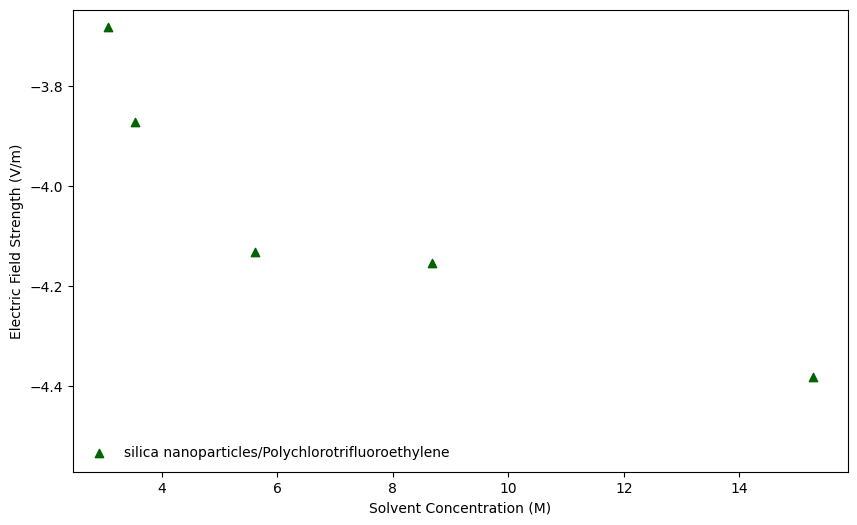 −3.8
−4.0
−4.2
−4.4
Electric Field Strength (V/m)
silica nanoparticles/Polychlorotrifluoroethylene
4 6 8 10 12 14
Solvent Concentration (M)